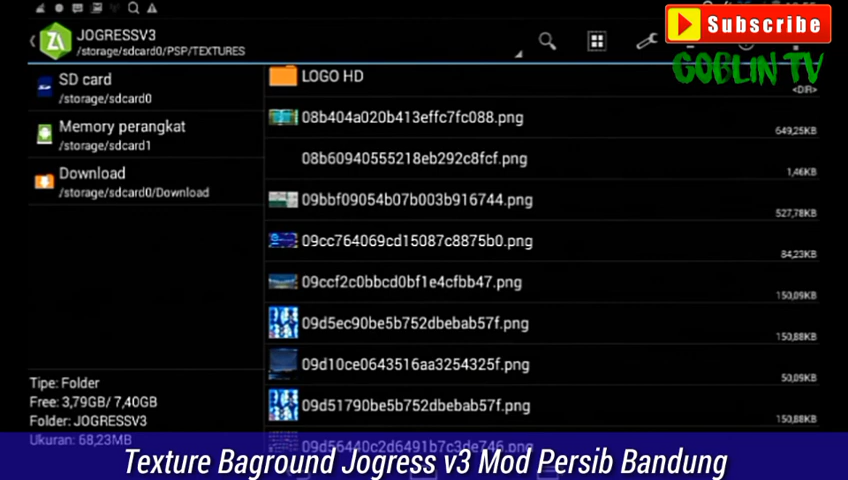 JOGRESSV3
/storage/sdcard0/PSP/TEXTURES
Subscribe
GOBLIN TV
SD card
/storage/sdcard0
Memory perangkat
/storage/sdcard1
Download
/storage/sdcard0/Download
LOGO HD
<DIR>
08b404a020b413effc7fc088.png
649,25KB
08b60940555218eb292c8fcf.png
1,46KB
09bbf09054b07b003b916744.png
527,78KB
09cc764069cd15087c8875b0.png
84,23KB
09ccf2c0bbcd0bf1e4cfbb47.png
150,09KB
09d5ec90be5b752dbebab57f.png
150,88KB
09d10ce0643516aa3254325f.png
50,09KB
09d51790be5b752dbebab57f.png
150,88KB
09d56440c2d6491b7c3de746.png
Tipe: Folder
Free: 3,79GB/ 7,40GB
Folder: JOGRESSV3
Ukuran: 68,23MB
Texture Baground Jogress v3 Mod Persib Bandung